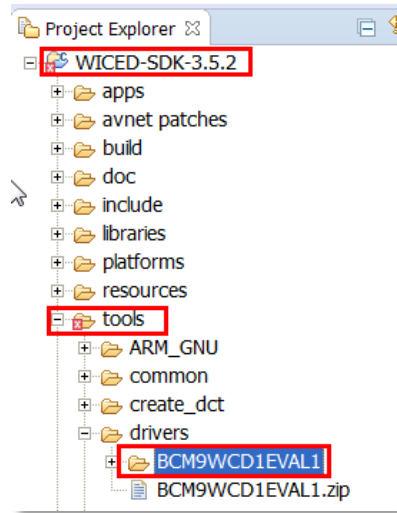 Project Explorer
WICED-SDK-3.5.2
apps
avnet patches
build
doc
include
libraries
platforms
resources
tools
ARM_GNU
common
create_dct
drivers
BCM9WCD1EVAL1
BCM9WCD1EVAL1.zip